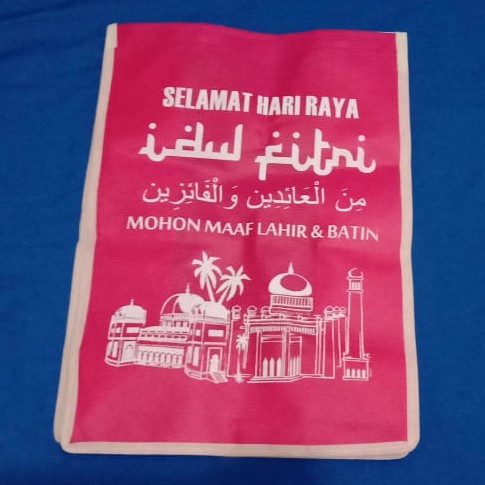 SELAMAT HARI RAYA
idul fitri
مِنَ الْعَائِدِين وَالْفَائِزِين
MOHON MAAF LAHIR & BATIN